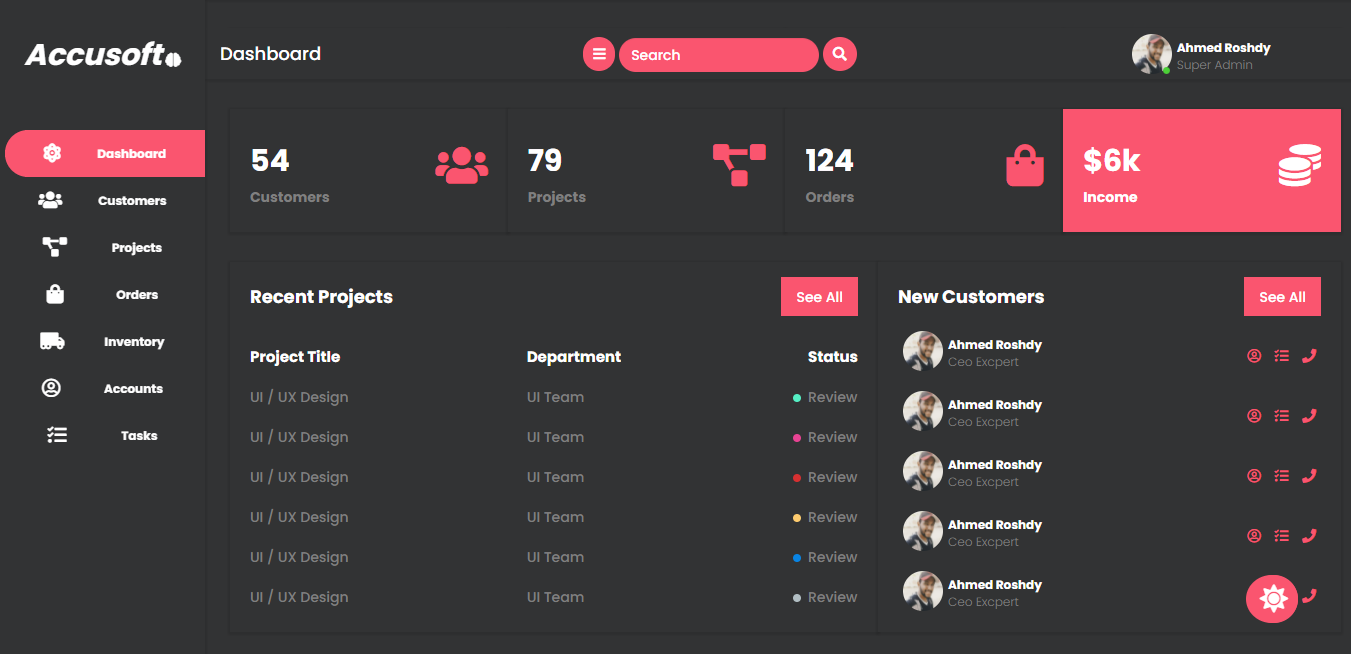 Accusoft
Dashboard
Search
Ahmed Roshdy
Super Admin
Dashboard
Customers
Projects
Orders
Inventory
Accounts
Tasks
54
Customers
79
Projects
124
Orders
$6k
Income
Recent Projects
See All
Project Title Department Status
UI / UX Design UI Team Review
UI / UX Design UI Team Review
UI / UX Design UI Team Review
UI / UX Design UI Team Review
UI / UX Design UI Team Review
UI / UX Design UI Team Review
New Customers
See All
Ahmed Roshdy
Ceo Excpert
Ahmed Roshdy
Ceo Excpert
Ahmed Roshdy
Ceo Excpert
Ahmed Roshdy
Ceo Excpert
Ahmed Roshdy
Ceo Excpert